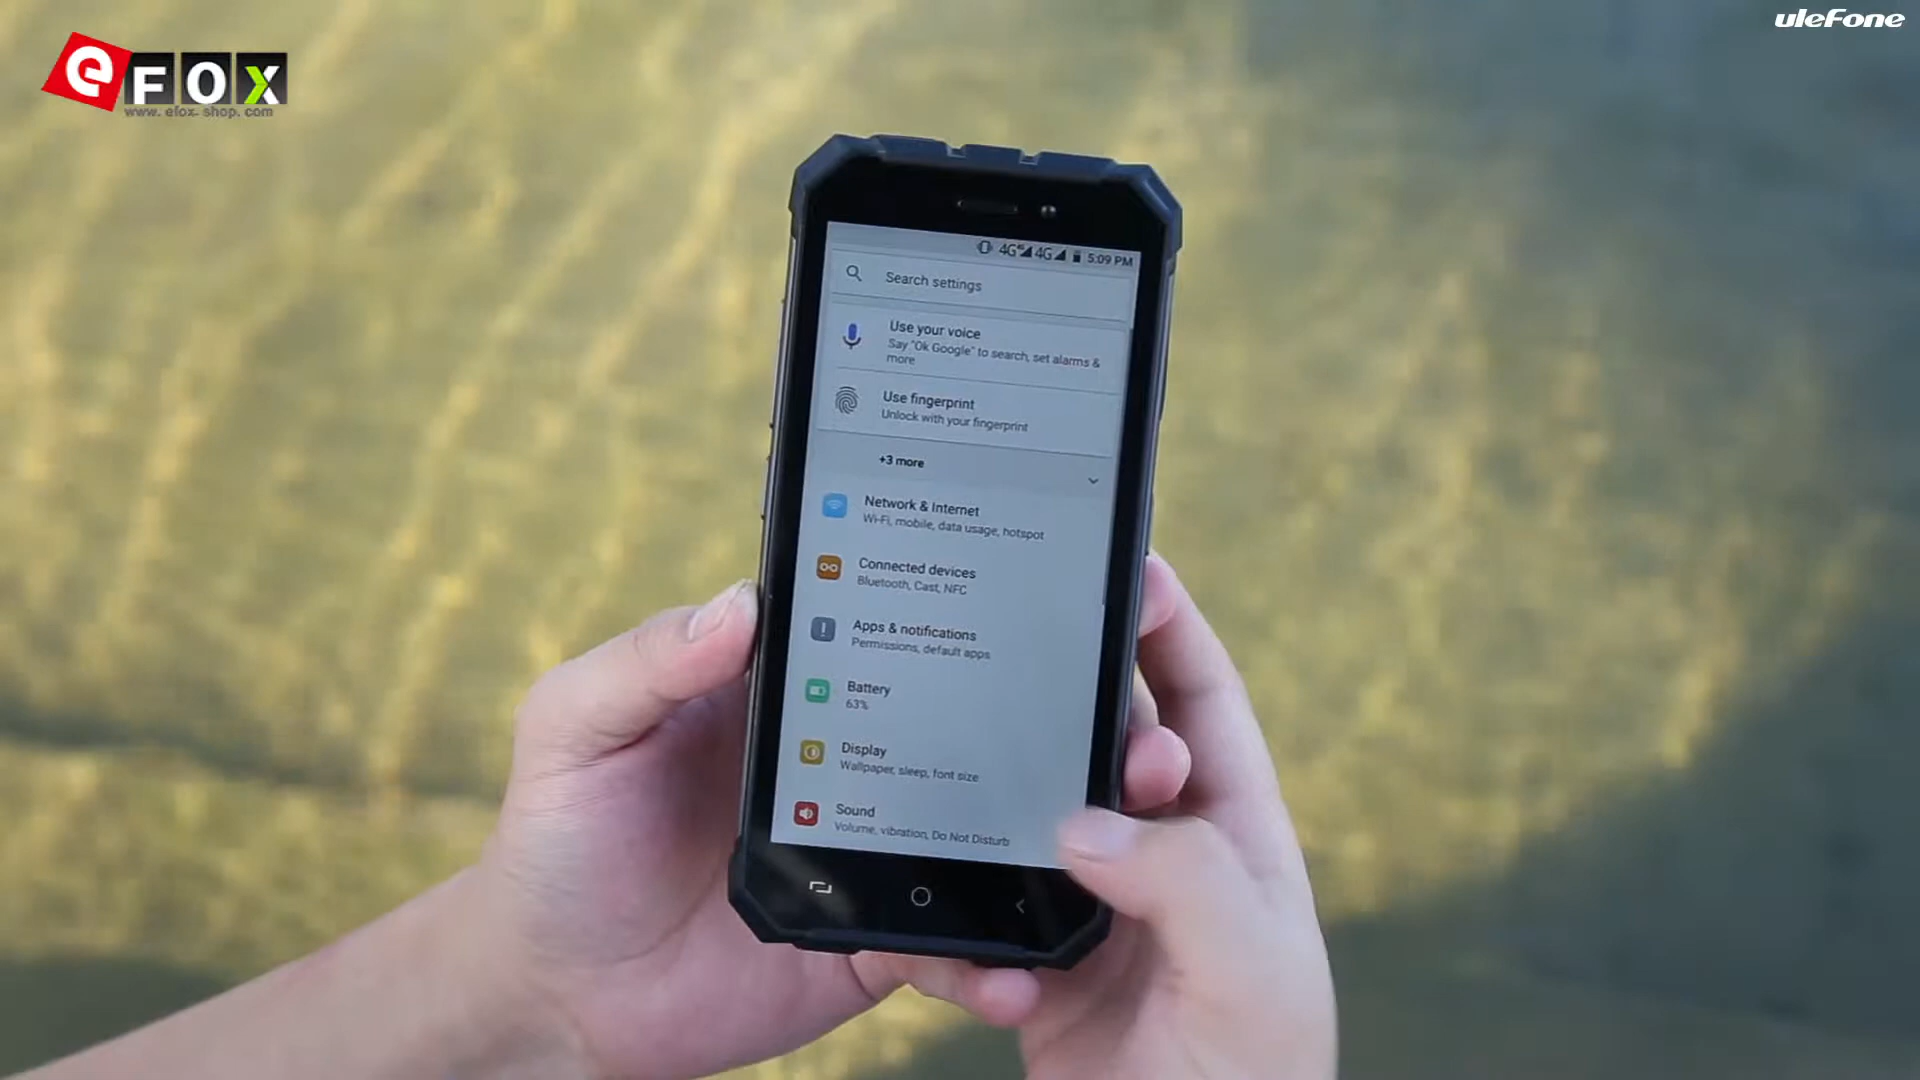 uleFone
eFOX
www. efox-shop. com
4G 4G 5:09 PM
Search settings
Use your voice
Say "Ok Google" to search, set alarms &
more
Use fingerprint
Unlock with your fingerprint
+3 more
Network & Internet
Wi-Fi, mobile, data usage, hotspot
Connected devices
Bluetooth, Cast, NFC
Apps & notifications
Permissions, default apps
Battery
63%
Display
Wallpaper, sleep, font size
Sound
Volume, vibration, Do Not Disturb